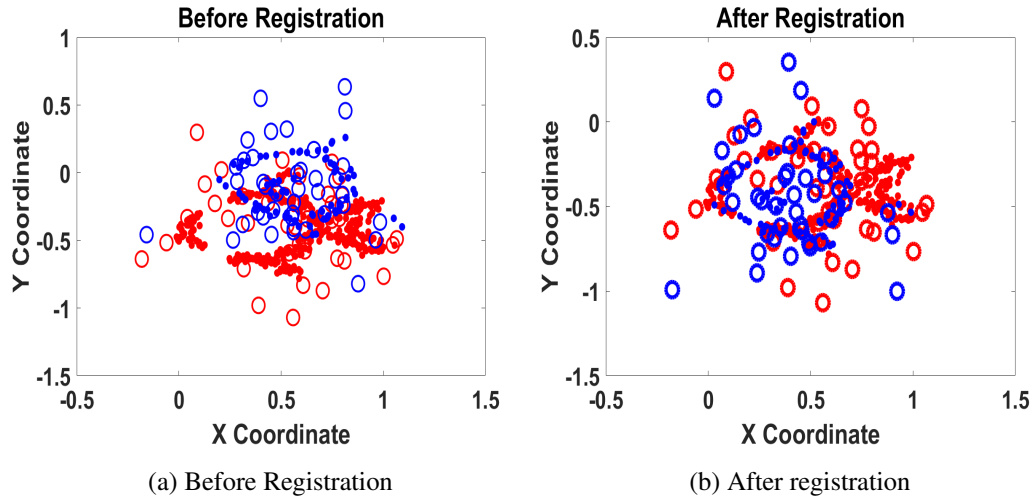 Before Registration
Y Coordinate
1
0.5
0
-0.5
-1
-1.5
-0.5
0
0.5
1
1.5
X Coordinate
(a) Before Registration
After Registration
Y Coordinate
0.5
0
-0.5
-1
-1.5
-0.5
0
0.5
1
1.5
X Coordinate
(b) After registration